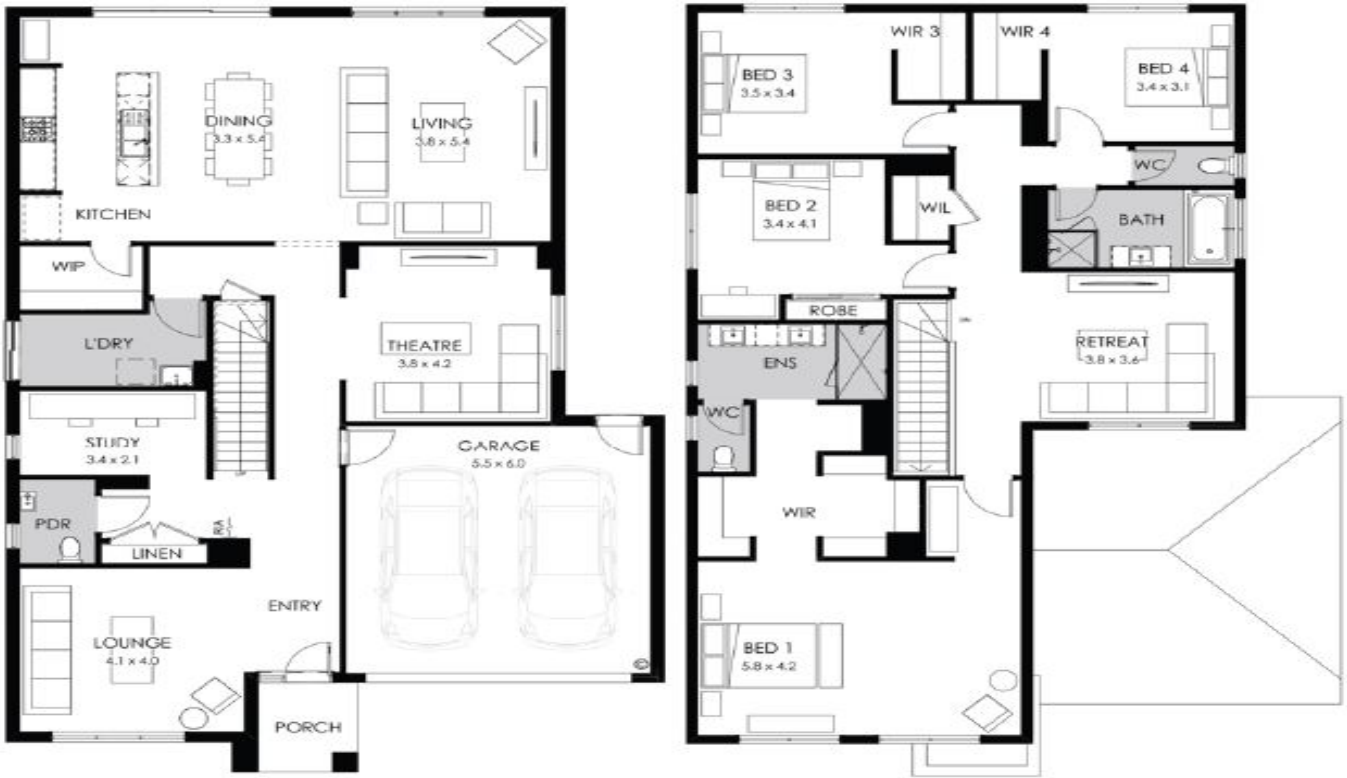 DINING
3.3 x 5.4
LIVING
3.8 x 5.4
KITCHEN
WIP
L'DRY
THEATRE
3.8 x 4.2
STUDY
3.4 x 2.1
GARAGE
5.5 x 6.0
PDR
LINEN
RA
ENTRY
LOUNGE
4.1 x 4.0
©
PORCH
WIR 3
WIR 4
BED 3
3.5 x 3.4
BED 4
3.4 x 3.1
WC
BED 2
3.4 x 4.1
WIL
BATH
ROBE
ENS
RETREAT
3.8 x 3.6
WC
WIR
BED 1
5.8 x 4.2